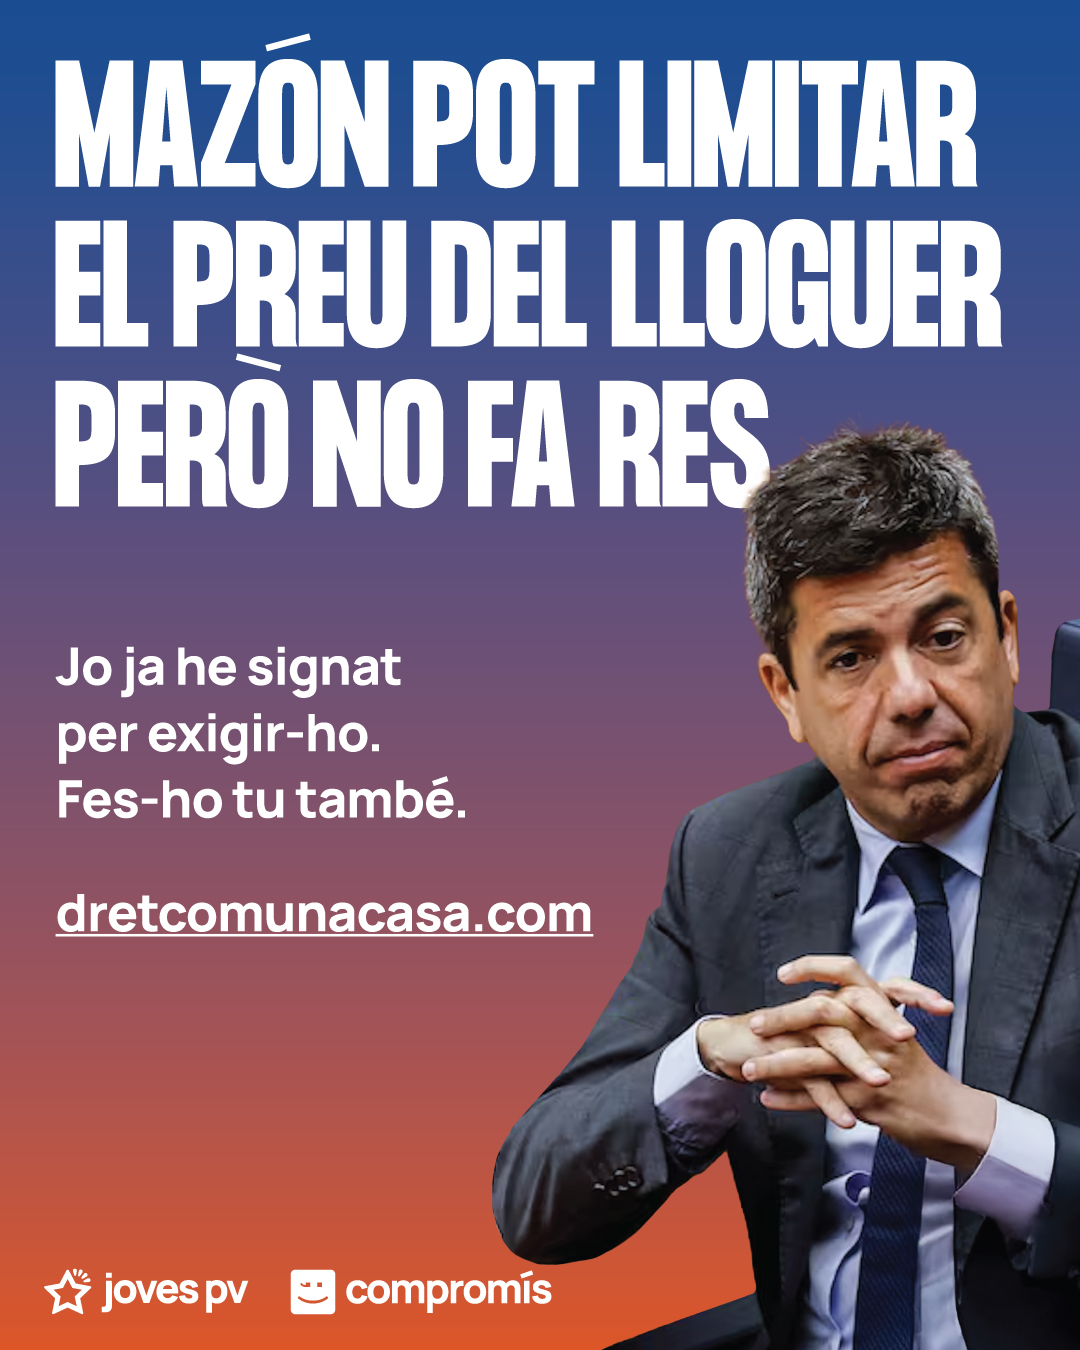 MAZÓN POT LIMITAR
EL PREU DEL LLOGUER
PERÒ NO FA RES
Jo ja he signat
per exigir-ho.
Fes-ho tu també.
dretcomunacasa.com
joves pv compromís